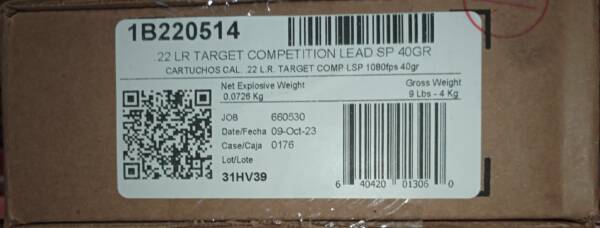 1B220514
.22 LR TARGET COMPETITION LEAD SP 40GR
CARTUCHOS CAL. .22 L.R. TARGET COMP LSP 1080fps 40gr
Net Explosive Weight
0.0726 Kg
Gross Weight
9 Lbs - 4 Kg
JOB 660530
Date/Fecha 09-Oct-23
Case/Caja 0176
Lot/Lote
31HV39
6 40420 01306 0